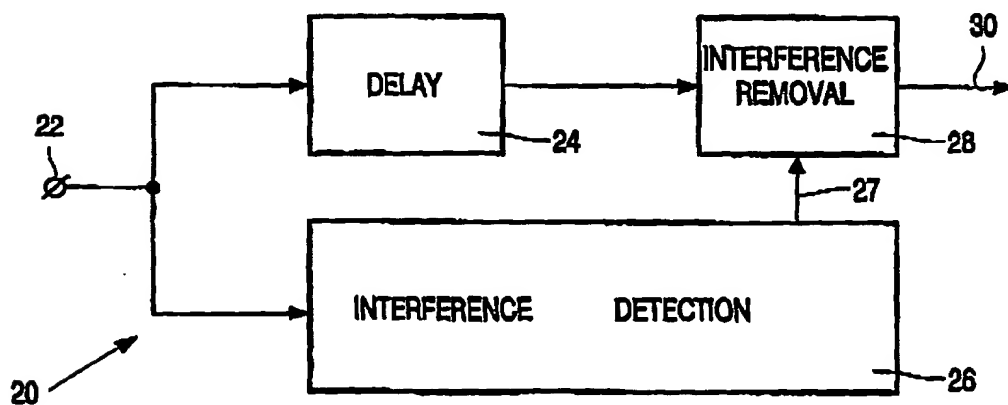 30
DELAY
INTERFERENCE
REMOVAL
22
24
28
27
INTERFERENCE DETECTION
20
26